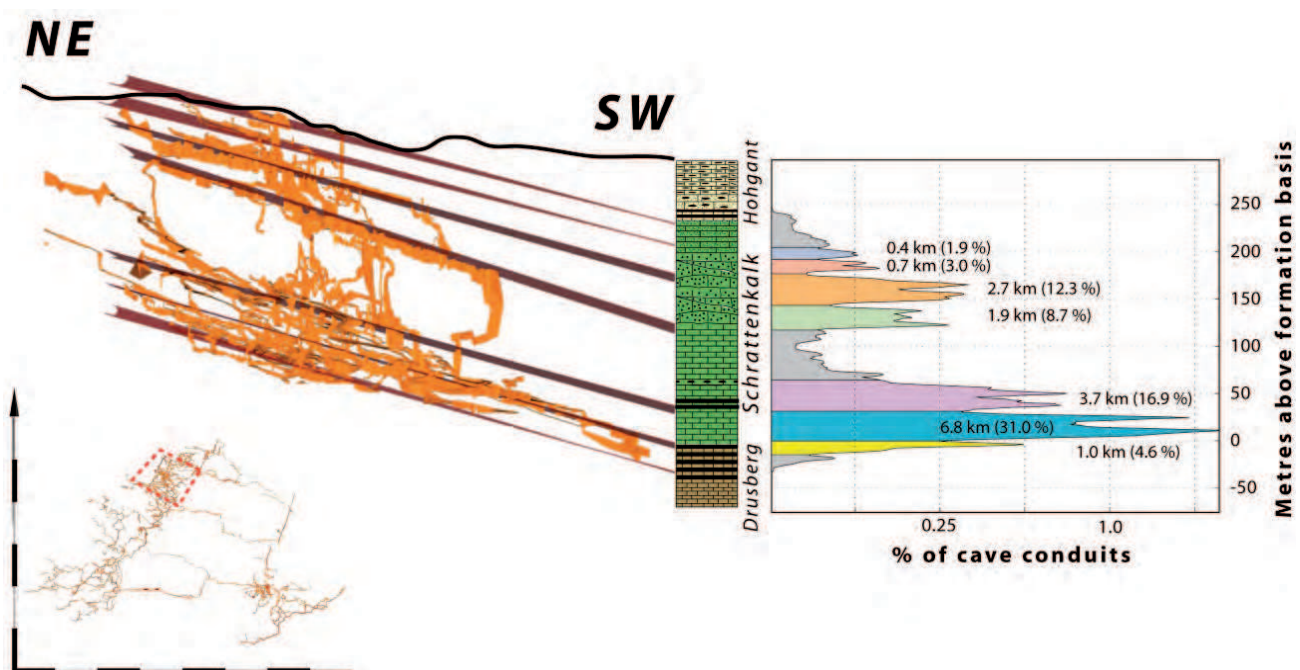 NE
SW
Hohgant
Schrattenkalk
Drusberg
0.4 km (1.9 %)
0.7 km (3.0 %)
2.7 km (12.3 %)
1.9 km (8.7 %)
3.7 km (16.9 %)
6.8 km (31.0 %)
1.0 km (4.6 %)
250
200
150
100
50
0
-50
Metres above formation basis
0.25
1.0
% of cave conduits